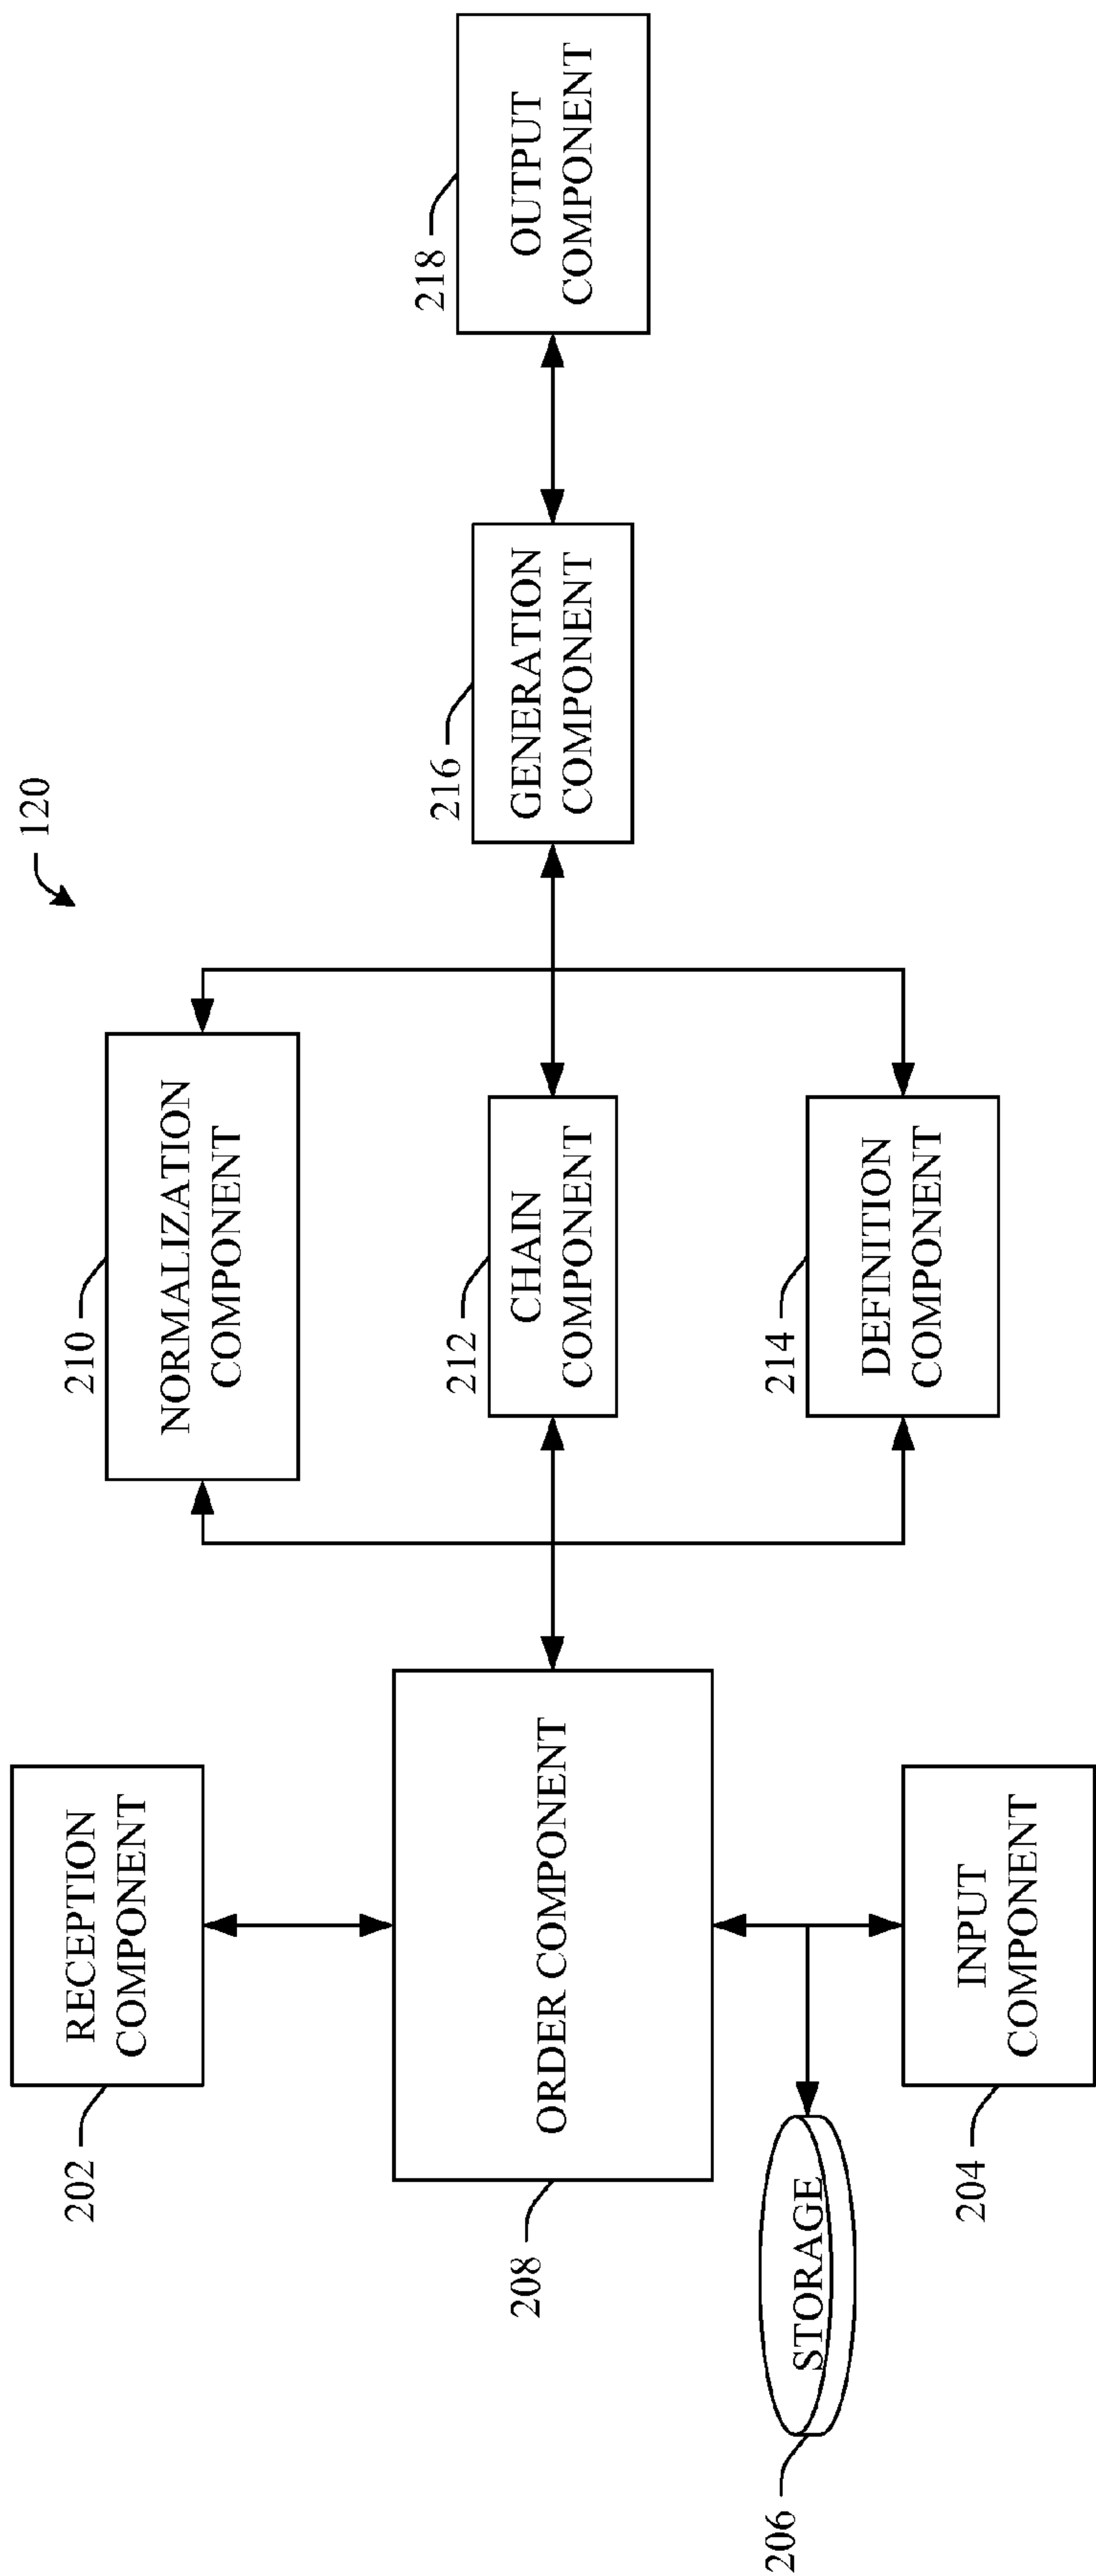 120
202
RECEPTION
COMPONENT
208
ORDER COMPONENT
206
STORAGE
204
INPUT
COMPONENT
210
NORMALIZATION
COMPONENT
212
CHAIN
COMPONENT
214
DEFINITION
COMPONENT
216
GENERATION
COMPONENT
218
OUTPUT
COMPONENT